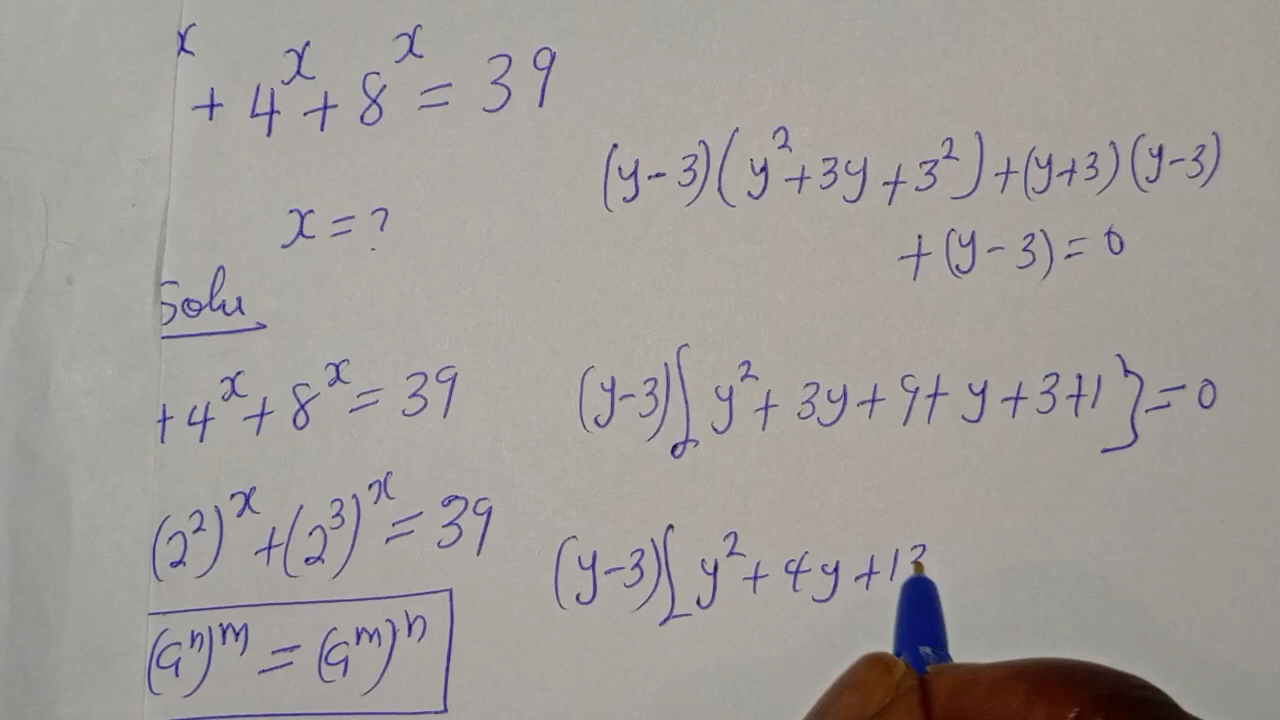 x
+ 4^x + 8^x = 39
x = ?
Solu
+ 4^x + 8^x = 39
(2^2)^x + (2^3)^x = 39
(a^n)^m = (a^m)^n
(y-3)(y^2+3y+3^2)+(y+3)(y-3)
+(y-3)=0
(y-3)[y^2+3y+9+y+3+1}=0
(y-3)[y^2+4y+13